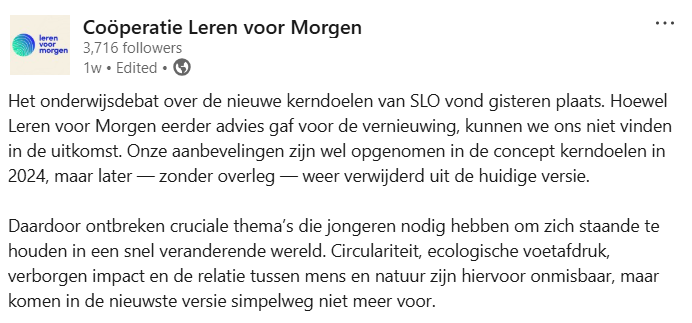 leren
voor
morgen
Coöperatie Leren voor Morgen
3,716 followers
1w • Edited •
Het onderwijsdebat over de nieuwe kerndoelen van SLO vond gisteren plaats. Hoewel
Leren voor Morgen eerder advies gaf voor de vernieuwing, kunnen we ons niet vinden
in de uitkomst. Onze aanbevelingen zijn wel opgenomen in de concept kerndoelen in
2024, maar later — zonder overleg — weer verwijderd uit de huidige versie.
Daardoor ontbreken cruciale thema’s die jongeren nodig hebben om zich staande te
houden in een snel veranderende wereld. Circulariteit, ecologische voetafdruk,
verborgen impact en de relatie tussen mens en natuur zijn hiervoor onmisbaar, maar
komen in de nieuwste versie simpelweg niet meer voor.